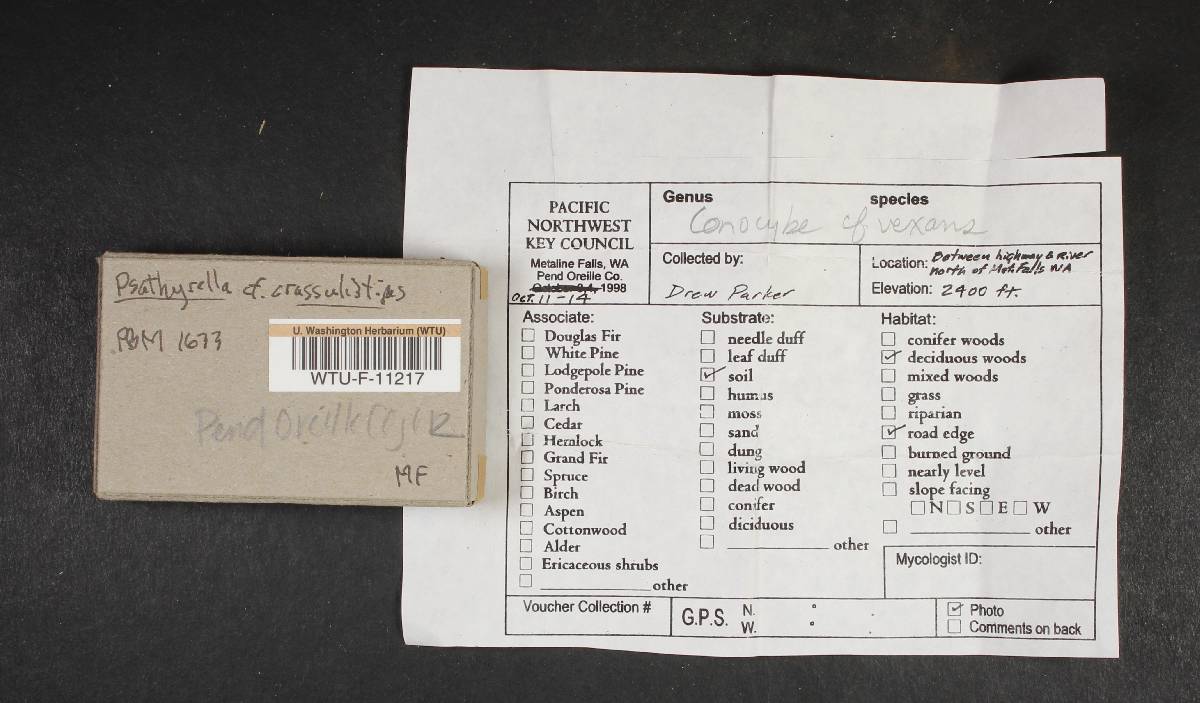 Psathyrella cf. crassulistipes
PBM 1673
U. Washington Herbarium (WTU)
WTU-F-11217
Pend Oreille
MF
PACIFIC
NORTHWEST
KEY COUNCIL
Metaline Falls, WA
Pend Oreille Co.
1998
Oct. 11-14
Genus species
Conocybe cf vexans
Collected by:
Drew Parker
Location: Between highway & River
north of Met. Falls WA
Elevation: 2400 ft.
Associate:
Douglas Fir
White Pine
Lodgepole Pine
Ponderosa Pine
Larch
Cedar
Hemlock
Grand Fir
Spruce
Birch
Aspen
Cottonwood
Alder
Ericaceous shrubs
other
Substrate:
needle duff
leaf duff
soil
humus
moss
sand
dung
living wood
dead wood
conifer
diciduous
other
Habitat:
conifer woods
deciduous woods
mixed woods
grass
riparian
road edge
burned ground
nearly level
slope facing
N S E W
other
Mycologist ID:
Voucher Collection #
G.P.S. N. ° .
W. ° .
Photo
Comments on back